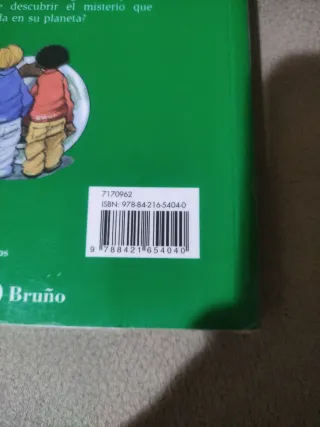 descubrir el misterio que
en su planeta?
7170962
ISBN: 978-84-216-5404-0
9 788421 654040
Bruño